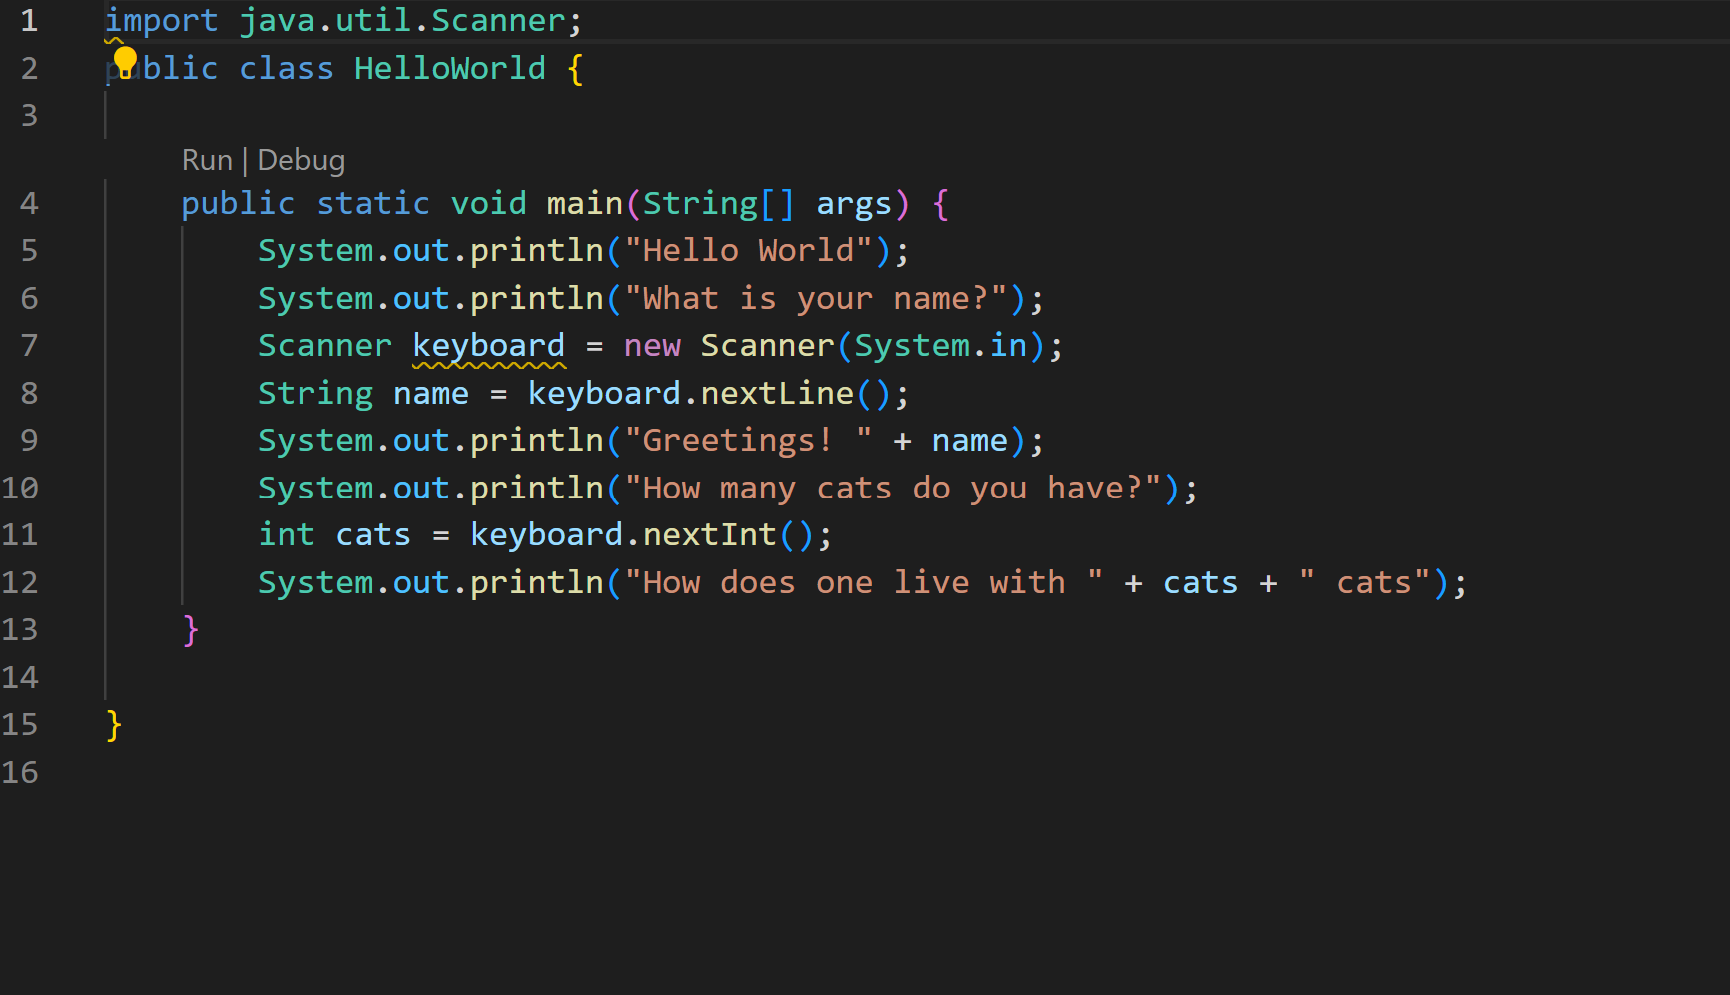 1 import java.util.Scanner;
2 public class HelloWorld {
3
Run | Debug
4 public static void main(String[] args) {
5 System.out.println("Hello World");
6 System.out.println("What is your name?");
7 Scanner keyboard = new Scanner(System.in);
8 String name = keyboard.nextLine();
9 System.out.println("Greetings! " + name);
10 System.out.println("How many cats do you have?");
11 int cats = keyboard.nextInt();
12 System.out.println("How does one live with " + cats + " cats");
13 }
14
15 }
16